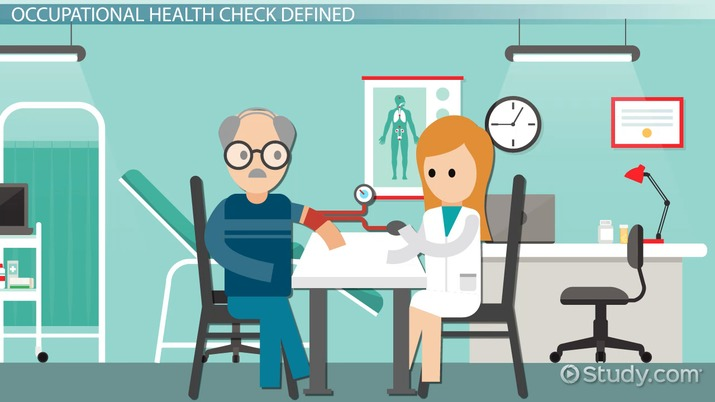 OCCUPATIONAL HEALTH CHECK DEFINED
Study.com